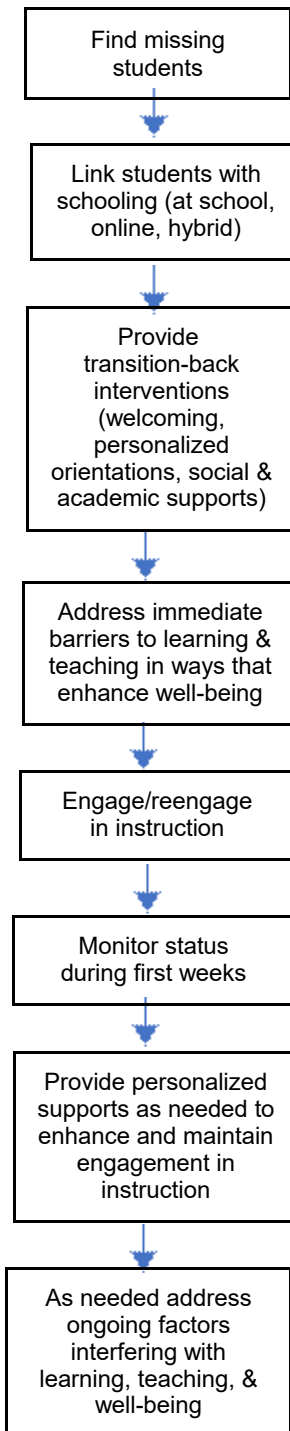 Find missing
students
Link students with
schooling (at school,
online, hybrid)
Provide
transition-back
interventions
(welcoming,
personalized
orientations, social &
academic supports)
Address immediate
barriers to learning &
teaching in ways that
enhance well-being
Engage/reengage
in instruction
Monitor status
during first weeks
Provide personalized
supports as needed to
enhance and maintain
engagement in
instruction
As needed address
ongoing factors
interfering with
learning, teaching, &
well-being